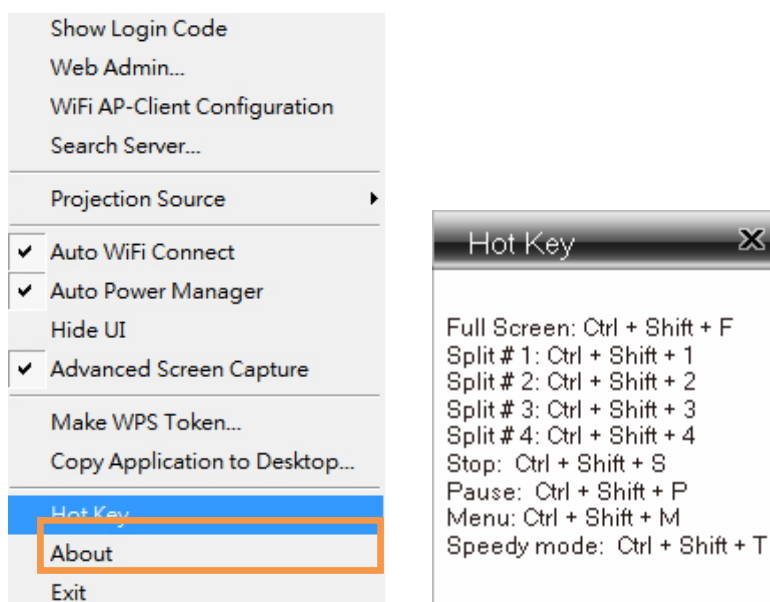 Show Login Code
Web Admin...
WiFi AP-Client Configuration
Search Server...
Projection Source
Auto WiFi Connect
Auto Power Manager
Hide UI
Advanced Screen Capture
Make WPS Token...
Copy Application to Desktop...
Hot Key
About
Exit
Hot Key
Full Screen: Ctrl + Shift + F
Split # 1: Ctrl + Shift + 1
Split # 2: Ctrl + Shift + 2
Split # 3: Ctrl + Shift + 3
Split # 4: Ctrl + Shift + 4
Stop: Ctrl + Shift + S
Pause: Ctrl + Shift + P
Menu: Ctrl + Shift + M
Speedy mode: Ctrl + Shift + T